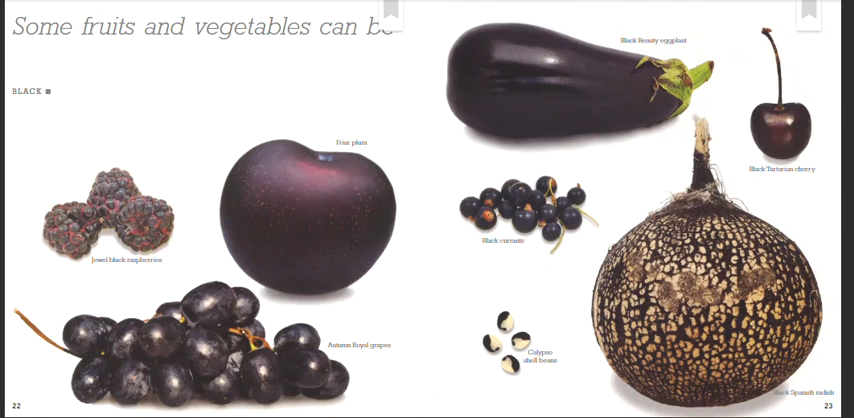 Some fruits and vegetables can be
BLACK
Friar plum
Jewel black raspberries
Autumn Royal grapes
22
Black Beauty eggplant
Black Tartarian cherry
Black currants
Calypso
shell beans
Black Spanish radish
23